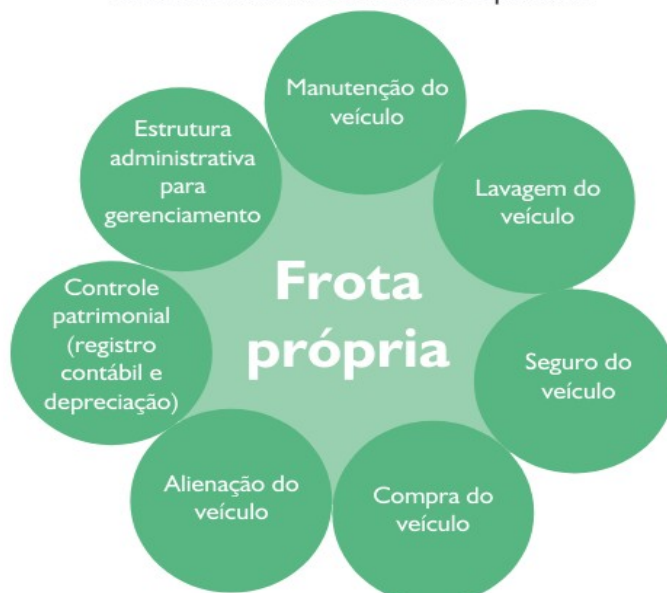 Manutenção do
veículo
Lavagem do
veículo
Seguro do
veículo
Compra do
veículo
Alienação do
veículo
Controle
patrimonial
(registro
contábil e
depreciação)
Estrutura
administrativa
para
gerenciamento
Frota
própria